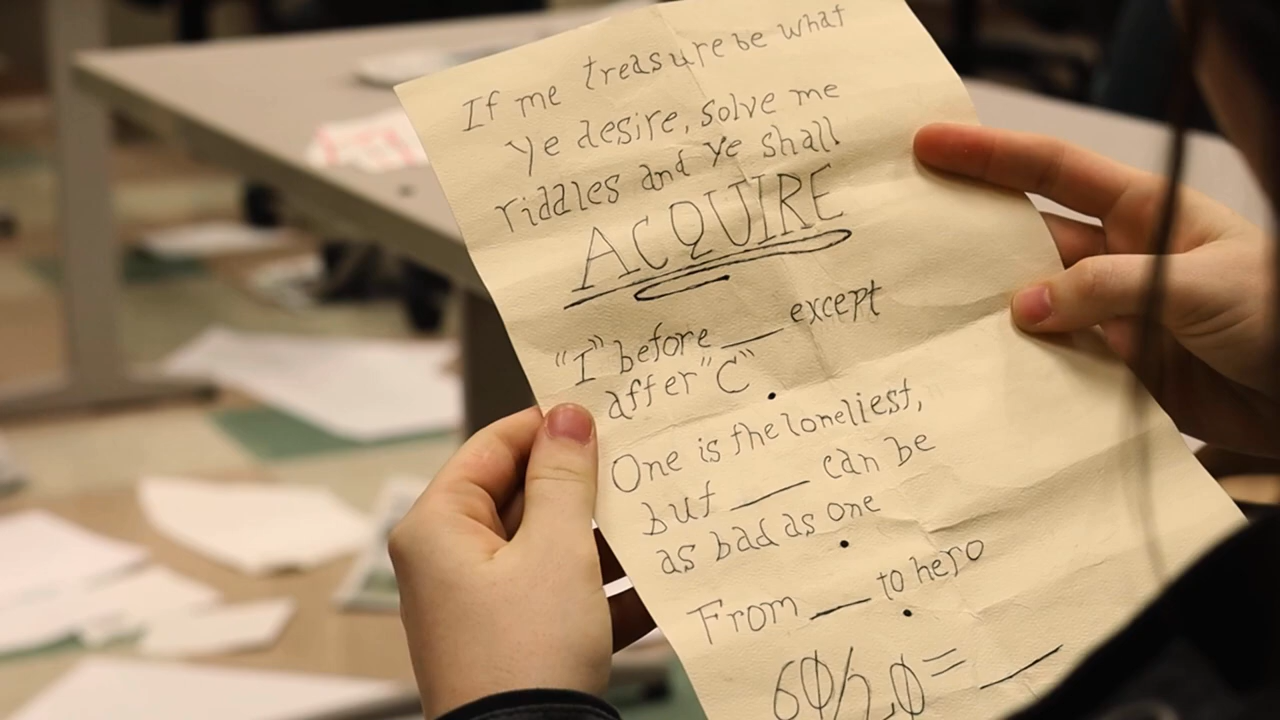 If me treasure be what
ye desire, solve me
riddles and ye shall
ACQUIRE
"I" before ___ except
after "C".
One is the loneliest,
but ___ can be
as bad as one.
From ___ to hero.
60/20 = ___